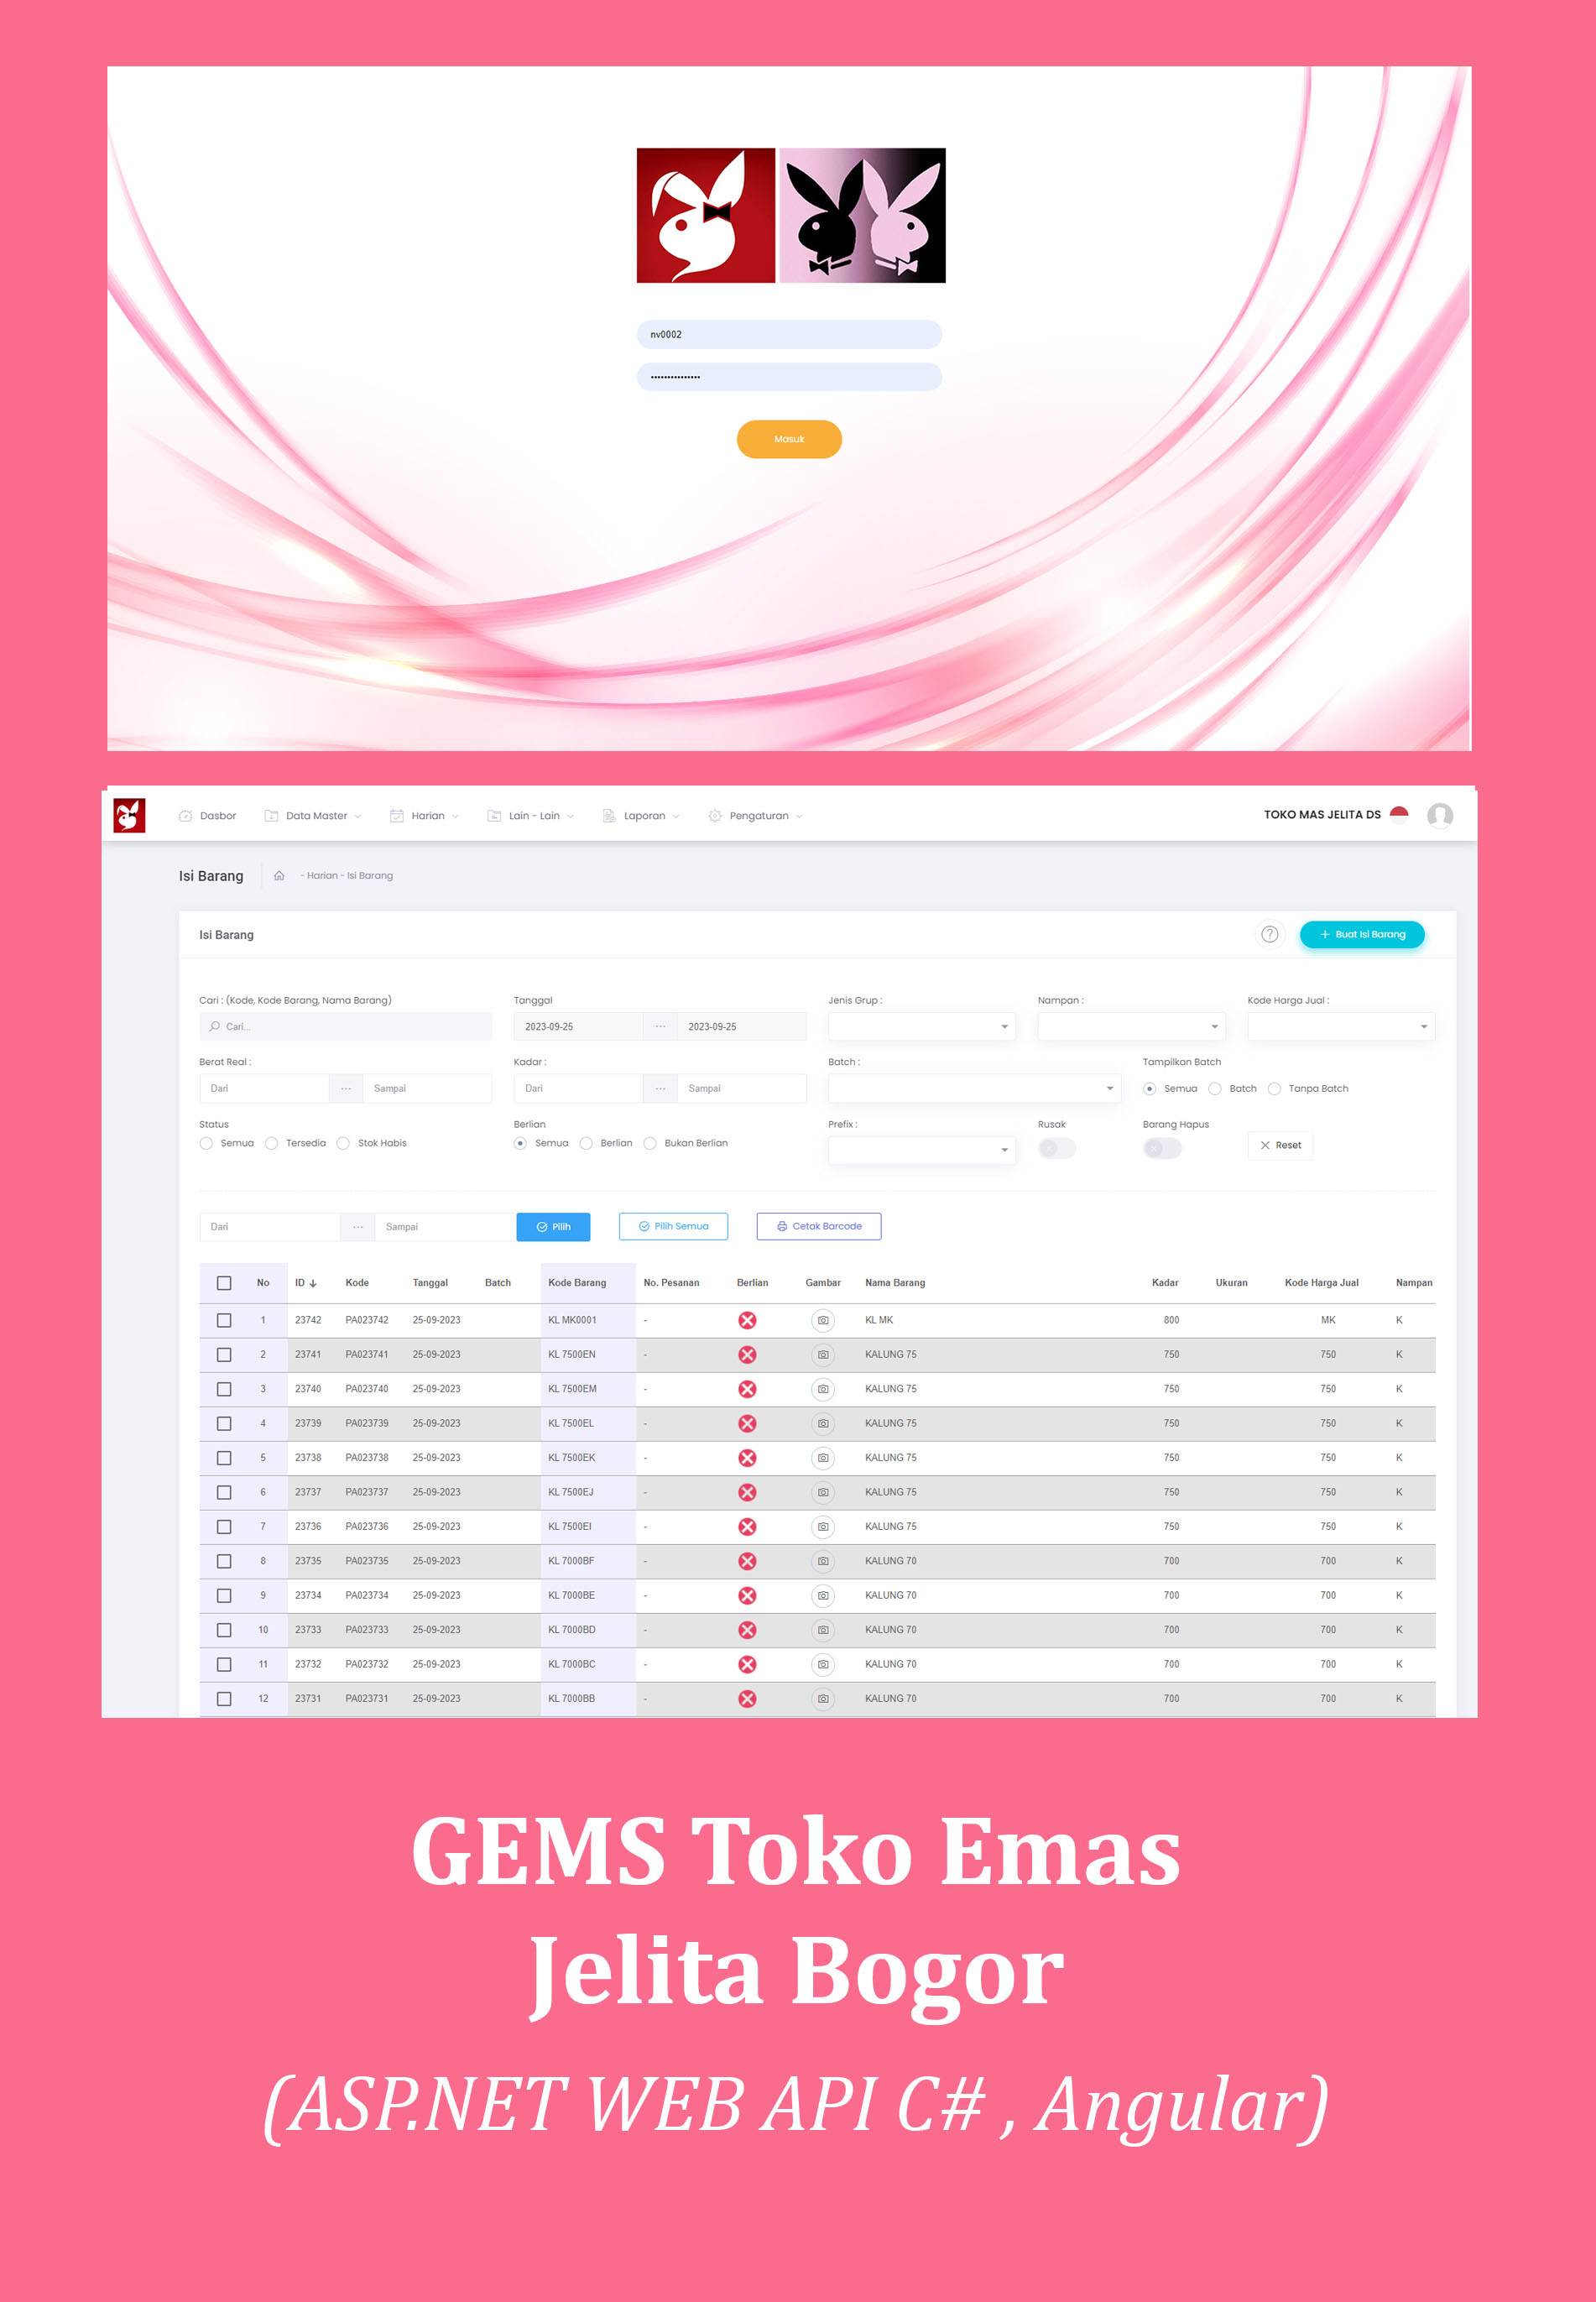 nv0002
•••••••••••••••
Masuk
Dasbor Data Master Harian Lain - Lain Laporan Pengaturan TOKO MAS JELITA DS
Isi Barang - Harian - Isi Barang
Isi Barang ? + Buat Isi Barang
Cari : (Kode, Kode Barang, Nama Barang) Tanggal Jenis Grup : Nampan : Kode Harga Jual :
Cari... 2023-09-25 ... 2023-09-25
Berat Real : Kadar : Batch : Tampilkan Batch
Dari ... Sampai Dari ... Sampai Semua Batch Tanpa Batch
Status Berlian Prefix : Rusak Barang Hapus
Semua Tersedia Stok Habis Semua Berlian Bukan Berlian Reset
Dari ... Sampai Pilih Pilih Semua Cetak Barcode
No ID ↓ Kode Tanggal Batch Kode Barang No. Pesanan Berlian Gambar Nama Barang Kadar Ukuran Kode Harga Jual Nampan
1 23742 PA023742 25-09-2023 KL MK0001 - KL MK 800 MK K
2 23741 PA023741 25-09-2023 KL 7500EN - KALUNG 75 750 750 K
3 23740 PA023740 25-09-2023 KL 7500EM - KALUNG 75 750 750 K
4 23739 PA023739 25-09-2023 KL 7500EL - KALUNG 75 750 750 K
5 23738 PA023738 25-09-2023 KL 7500EK - KALUNG 75 750 750 K
6 23737 PA023737 25-09-2023 KL 7500EJ - KALUNG 75 750 750 K
7 23736 PA023736 25-09-2023 KL 7500EI - KALUNG 75 750 750 K
8 23735 PA023735 25-09-2023 KL 7000BF - KALUNG 70 700 700 K
9 23734 PA023734 25-09-2023 KL 7000BE - KALUNG 70 700 700 K
10 23733 PA023733 25-09-2023 KL 7000BD - KALUNG 70 700 700 K
11 23732 PA023732 25-09-2023 KL 7000BC - KALUNG 70 700 700 K
12 23731 PA023731 25-09-2023 KL 7000BB - KALUNG 70 700 700 K
GEMS Toko Emas
Jelita Bogor
(ASP.NET WEB API C# , Angular)